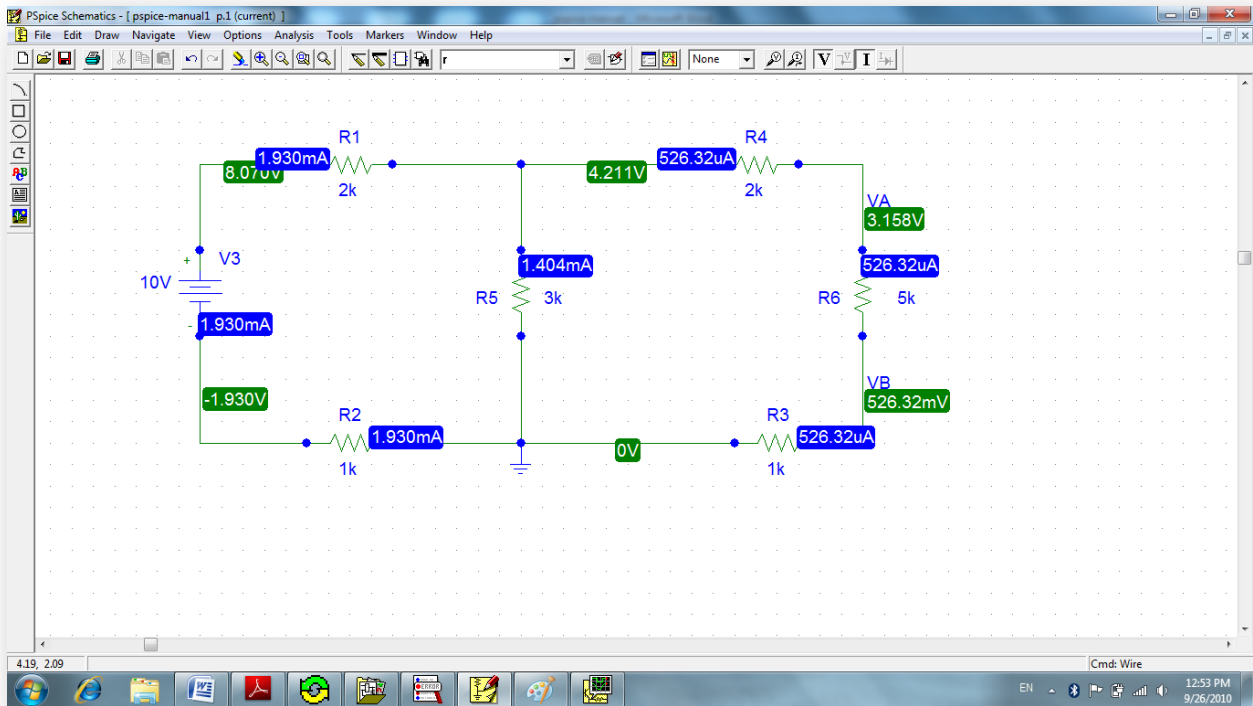 PSpice Schematics - [ pspice-manual1 p.1 (current) ]
File Edit Draw Navigate View Options Analysis Tools Markers Window Help
r
None
V
I
R1
1.930mA
8.070V
2k
4.211V
526.32uA
R4
2k
VA
3.158V
+
V3
10V
-
1.930mA
1.404mA
R5
3k
526.32uA
R6
5k
-1.930V
VB
526.32mV
R2
1.930mA
1k
0V
R3
526.32uA
1k
4.19, 2.09
Cmd: Wire
EN
12:53 PM
9/26/2010